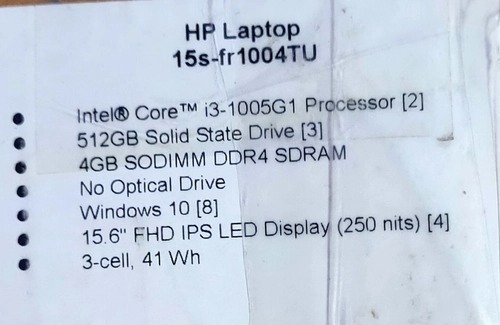 HP Laptop
15s-fr1004TU
● Intel® Core™ i3-1005G1 Processor [2]
● 512GB Solid State Drive [3]
● 4GB SODIMM DDR4 SDRAM
● No Optical Drive
● Windows 10 [8]
● 15.6" FHD IPS LED Display (250 nits) [4]
● 3-cell, 41 Wh